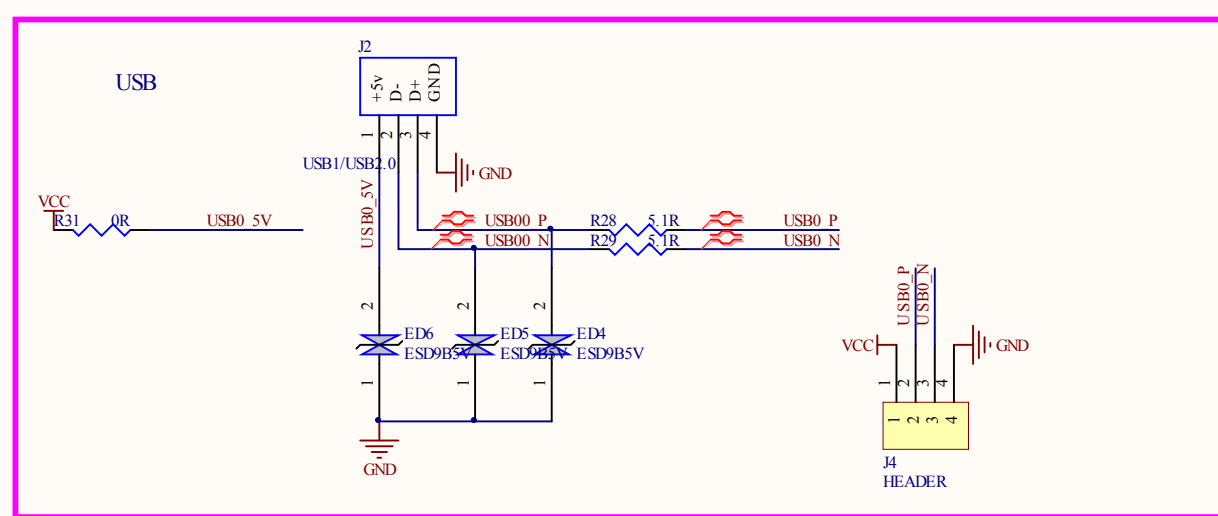 J2
USB
+5v
D-
D+
GND
1
2
3
4
USB1/USB2.0
GND
VCC
R31 0R
USB0_5V
USB0_5V
USB00_P
R28 5.1R
USB0_P
USB00_N
R29 5.1R
USB0_N
2
2
2
ED6
ESD9B5V
ED5
ESD9B5V
ED4
ESD9B5V
1
1
1
GND
USB0_P
USB0_N
VCC
GND
1
2
3
4
1
2
3
4
J4
HEADER